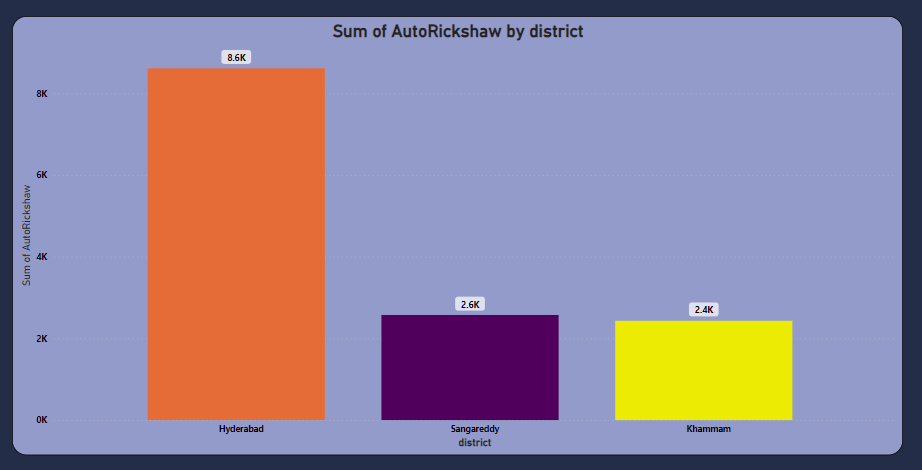 Sum of AutoRickshaw by district
8.6K
8K
6K
Sum of AutoRickshaw
4K
2.6K
2.4K
2K
0K
Hyderabad
Sangareddy
Khammam
district